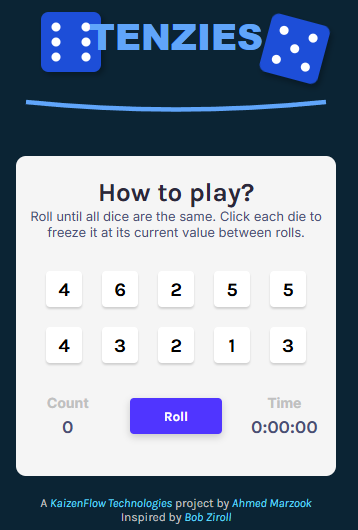 TENZIES
How to play?
Roll until all dice are the same. Click each die to
freeze it at its current value between rolls.
4 6 2 5 5
4 3 2 1 3
Count Roll Time
0 0:00:00
A KaizenFlow Technologies project by Ahmed Marzook
Inspired by Bob Ziroll